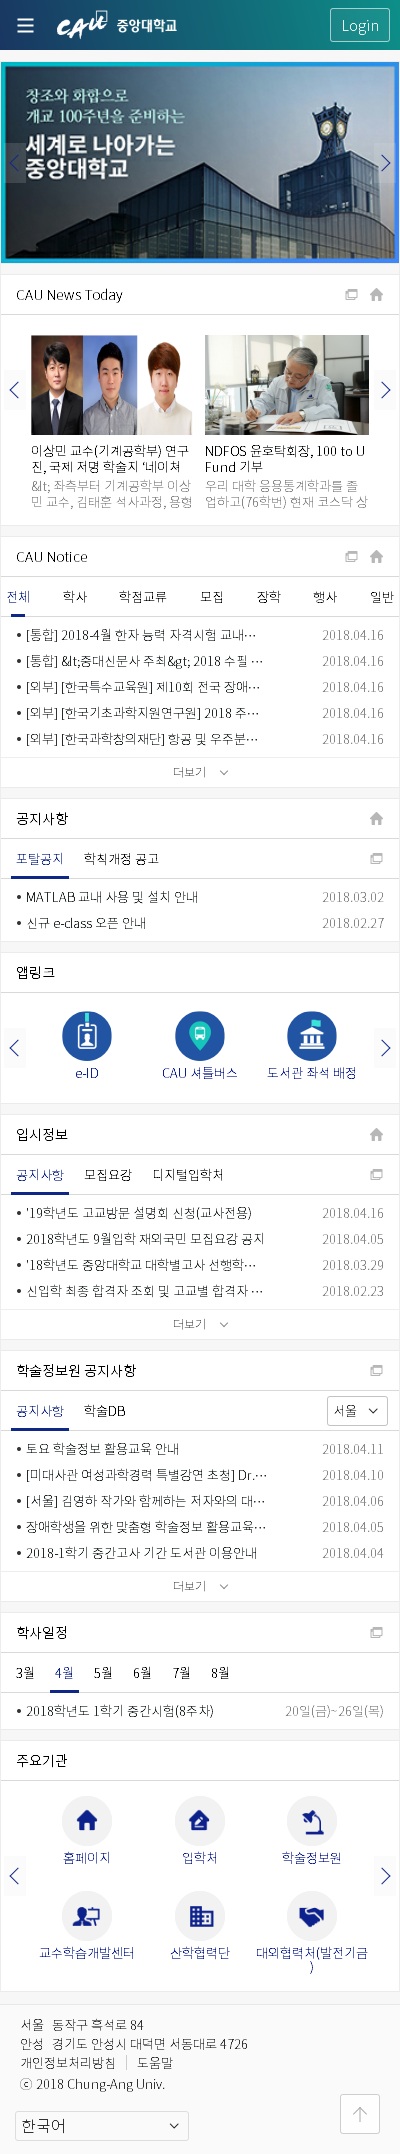 CAU 중앙대학교
Login
창조와 화합으로
개교 100주년을 준비하는
세계로 나아가는
중앙대학교
CAU News Today
이상민 교수(기계공학부) 연구
진, 국제 저명 학술지 ‘네이쳐
&lt; 좌측부터 기계공학부 이상
민 교수, 김태훈 석사과정, 용형
NDFOS 윤호탁회장, 100 to U
Fund 기부
우리 대학 응용통계학과를 졸
업하고(76학번) 현재 코스닥 상
CAU Notice
전체 학사 학점교류 모집 장학 행사 일반
• [통합] 2018-4월 한자 능력 자격시험 교내… 2018.04.16
• [통합] &lt;중대신문사 주최&gt; 2018 수필 … 2018.04.16
• [외부] [한국특수교육원] 제10회 전국 장애… 2018.04.16
• [외부] [한국기초과학지원연구원] 2018 주… 2018.04.16
• [외부] [한국과학창의재단] 항공 및 우주분… 2018.04.16
더보기
공지사항
포탈공지 학칙개정 공고
• MATLAB 교내 사용 및 설치 안내 2018.03.02
• 신규 e-class 오픈 안내 2018.02.27
앱링크
e-ID CAU 셔틀버스 도서관 좌석 배정
입시정보
공지사항 모집요강 디지털입학처
• '19학년도 고교방문 설명회 신청(교사전용) 2018.04.16
• 2018학년도 9월입학 재외국민 모집요강 공지 2018.04.05
• '18학년도 중앙대학교 대학별고사 선행학… 2018.03.29
• 신입학 최종 합격자 조회 및 고교별 합격자 … 2018.02.23
더보기
학술정보원 공지사항
공지사항 학술DB 서울
• 토요 학술정보 활용교육 안내 2018.04.11
• [미대사관 여성과학경력 특별강연 초청] Dr.… 2018.04.10
• [서울] 김영하 작가와 함께하는 저자와의 대… 2018.04.06
• 장애학생을 위한 맞춤형 학술정보 활용교육… 2018.04.05
• 2018-1학기 중간고사 기간 도서관 이용안내 2018.04.04
더보기
학사일정
3월 4월 5월 6월 7월 8월
• 2018학년도 1학기 중간시험(8주차) 20일(금)~26일(목)
주요기관
홈페이지 입학처 학술정보원
교수학습개발센터 산학협력단 대외협력처(발전기금
)
서울 동작구 흑석로 84
안성 경기도 안성시 대덕면 서동대로 4726
개인정보처리방침 | 도움말
ⓒ 2018 Chung-Ang Univ.
한국어